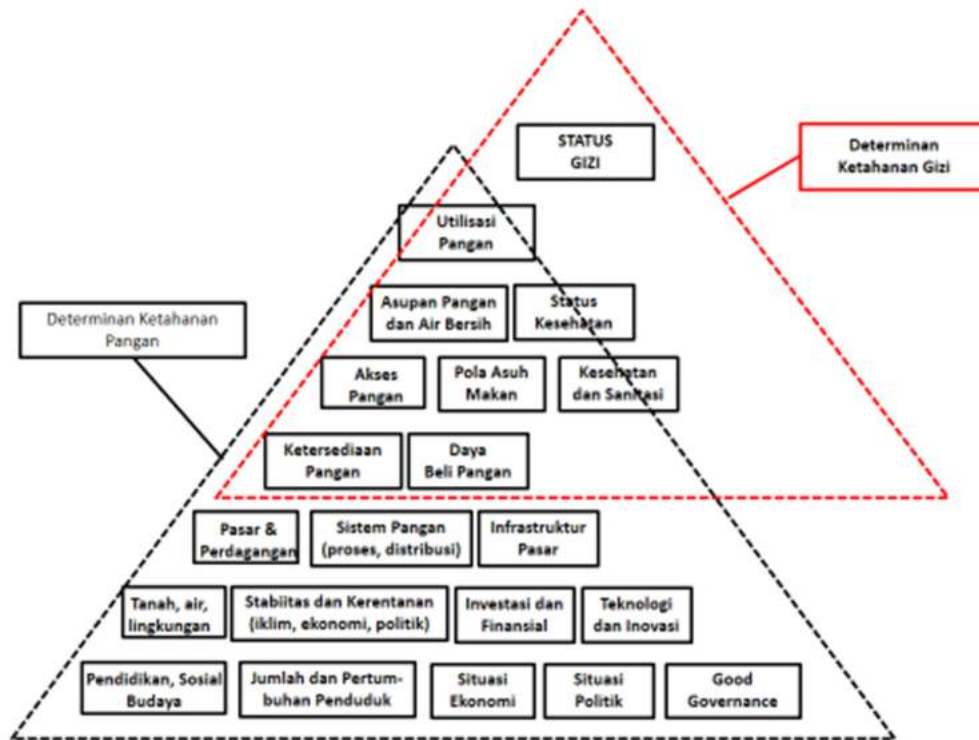 STATUS
GIZI
Determinan
Ketahanan Gizi
Utilisasi
Pangan
Determinan Ketahanan
Pangan
Asupan Pangan
dan Air Bersih
Status
Kesehatan
Akses
Pangan
Pola Asuh
Makan
Kesehatan
dan Sanitasi
Ketersediaan
Pangan
Daya
Beli Pangan
Pasar &
Perdagangan
Sistem Pangan
(proses, distribusi)
Infrastruktur
Pasar
Tanah, air,
lingkungan
Stabiitas dan Kerentanan
(iklim, ekonomi, politik)
Investasi dan
Finansial
Teknologi
dan Inovasi
Pendidikan, Sosial
Budaya
Jumlah dan Pertum-
buhan Penduduk
Situasi
Ekonomi
Situasi
Politik
Good
Governance